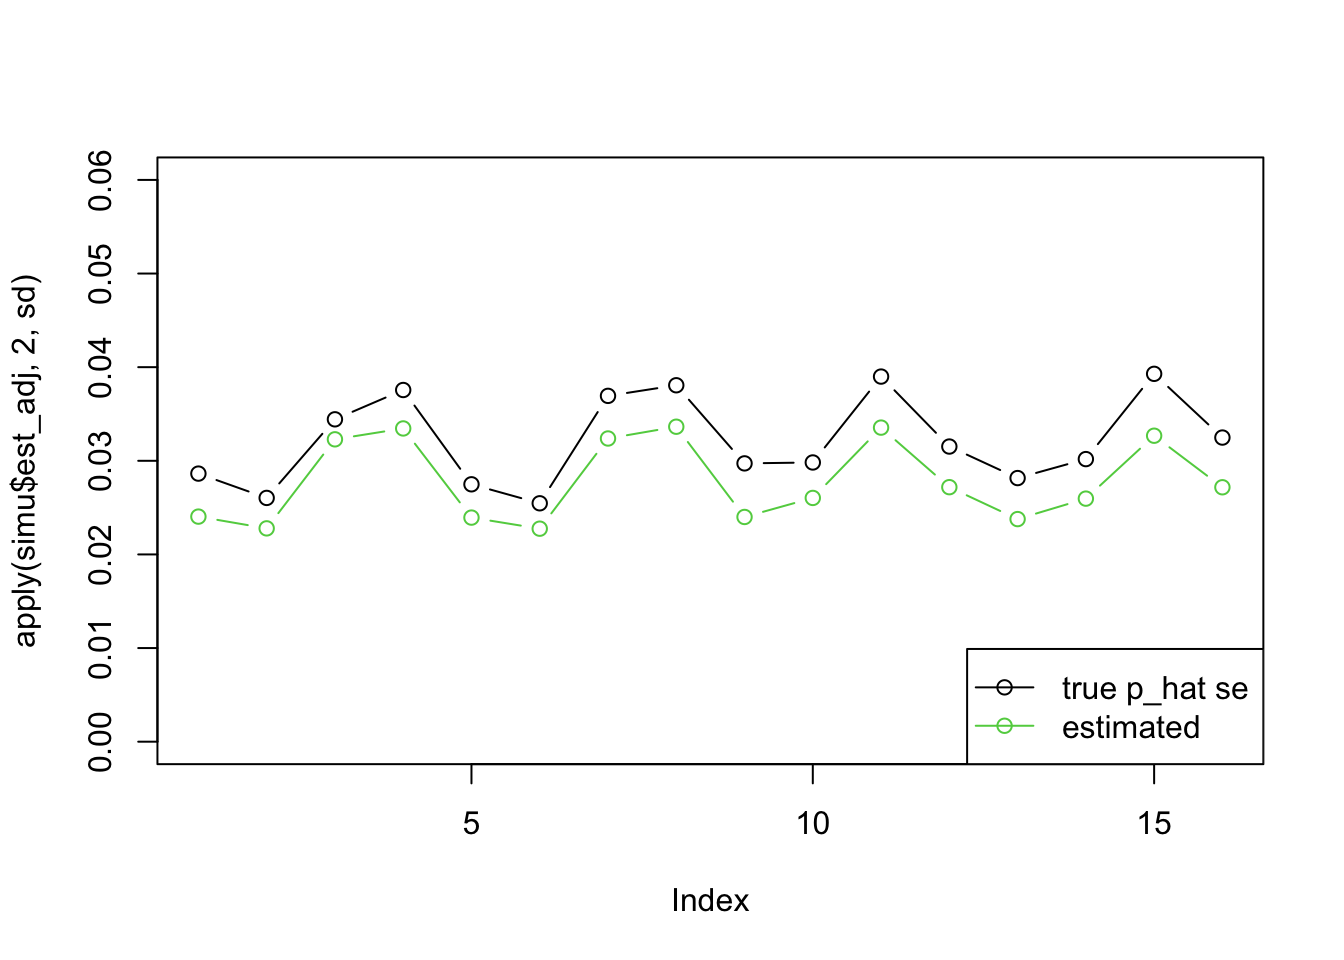 apply(simu$est_adj, 2, sd)
0.06
0.05
0.04
0.03
0.02
0.01
0.00
true p_hat se
estimated
5
10
15
Index